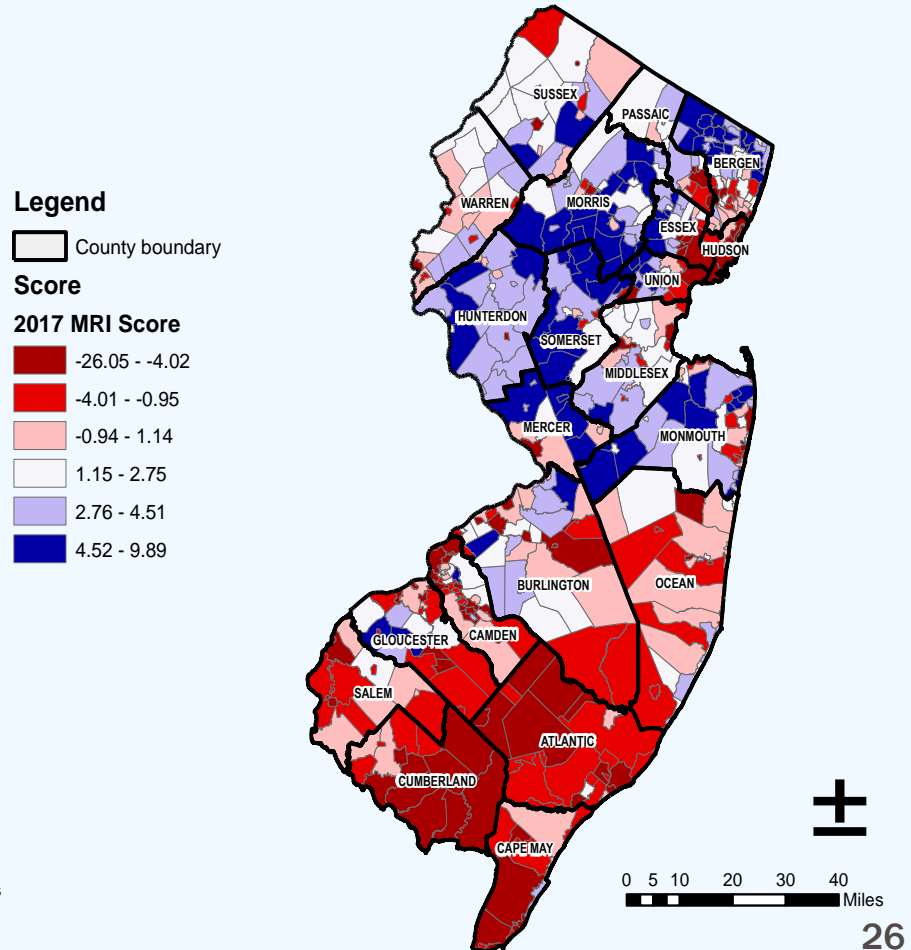 Legend
County boundary
Score
2017 MRI Score
-26.05 - -4.02
-4.01 - -0.95
-0.94 - 1.14
1.15 - 2.75
2.76 - 4.51
4.52 - 9.89
SUSSEX
PASSAIC
BERGEN
WARREN
MORRIS
ESSEX
HUDSON
UNION
HUNTERDON
SOMERSET
MIDDLESEX
MERCER
MONMOUTH
BURLINGTON
OCEAN
CAMDEN
GLOUCESTER
SALEM
ATLANTIC
CUMBERLAND
CAPE MAY
0 5 10 20 30 40
Miles
26